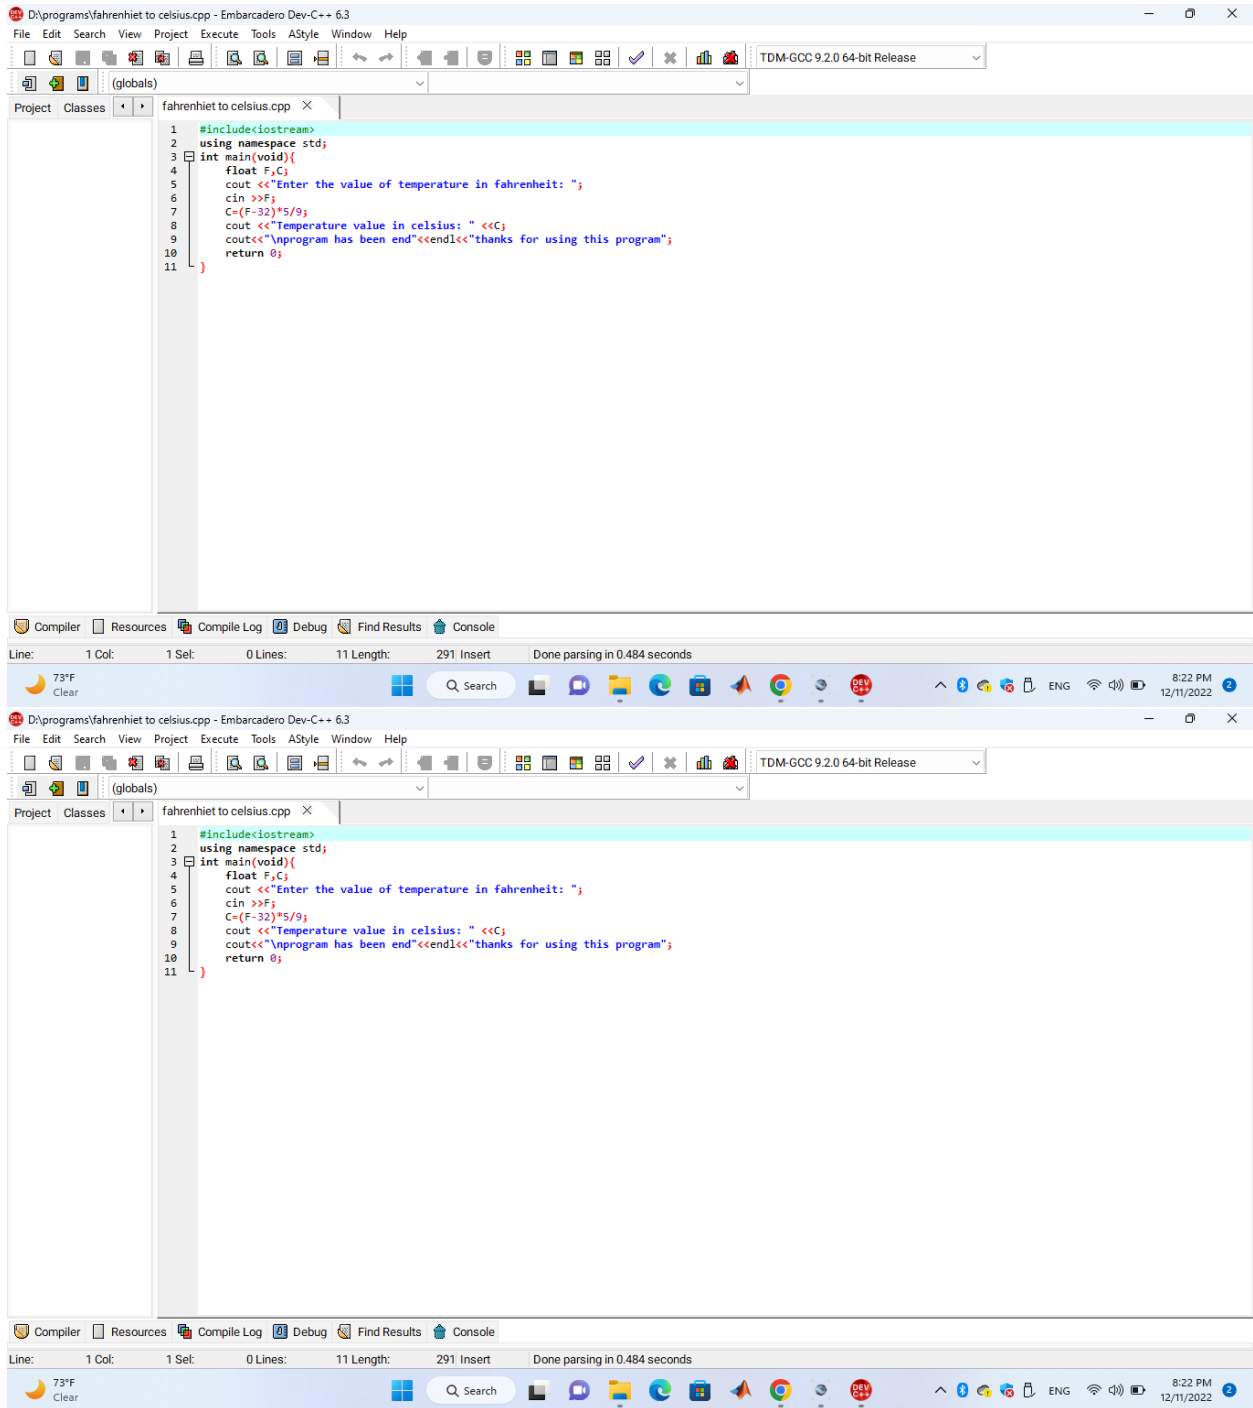 D:\programs\fahrenhiet to celsius.cpp - Embarcadero Dev-C++ 6.3
File Edit Search View Project Execute Tools AStyle Window Help
TDM-GCC 9.2.0 64-bit Release
(globals)
Project Classes fahrenhiet to celsius.cpp
1 #include<iostream>
2 using namespace std;
3 int main(void){
4 float F,C;
5 cout <<"Enter the value of temperature in fahrenheit: ";
6 cin >>F;
7 C=(F-32)*5/9;
8 cout <<"Temperature value in celsius: " <<C;
9 cout<<"\nprogram has been end"<<endl<<"thanks for using this program";
10 return 0;
11 }
Compiler Resources Compile Log Debug Find Results Console
Line: 1 Col: 1 Sel: 0 Lines: 11 Length: 291 Insert Done parsing in 0.484 seconds
73°F
Clear
Search
DEV C++
ENG
8:22 PM
12/11/2022
2
D:\programs\fahrenhiet to celsius.cpp - Embarcadero Dev-C++ 6.3
File Edit Search View Project Execute Tools AStyle Window Help
TDM-GCC 9.2.0 64-bit Release
(globals)
Project Classes fahrenhiet to celsius.cpp
1 #include<iostream>
2 using namespace std;
3 int main(void){
4 float F,C;
5 cout <<"Enter the value of temperature in fahrenheit: ";
6 cin >>F;
7 C=(F-32)*5/9;
8 cout <<"Temperature value in celsius: " <<C;
9 cout<<"\nprogram has been end"<<endl<<"thanks for using this program";
10 return 0;
11 }
Compiler Resources Compile Log Debug Find Results Console
Line: 1 Col: 1 Sel: 0 Lines: 11 Length: 291 Insert Done parsing in 0.484 seconds
73°F
Clear
Search
DEV C++
ENG
8:22 PM
12/11/2022
2